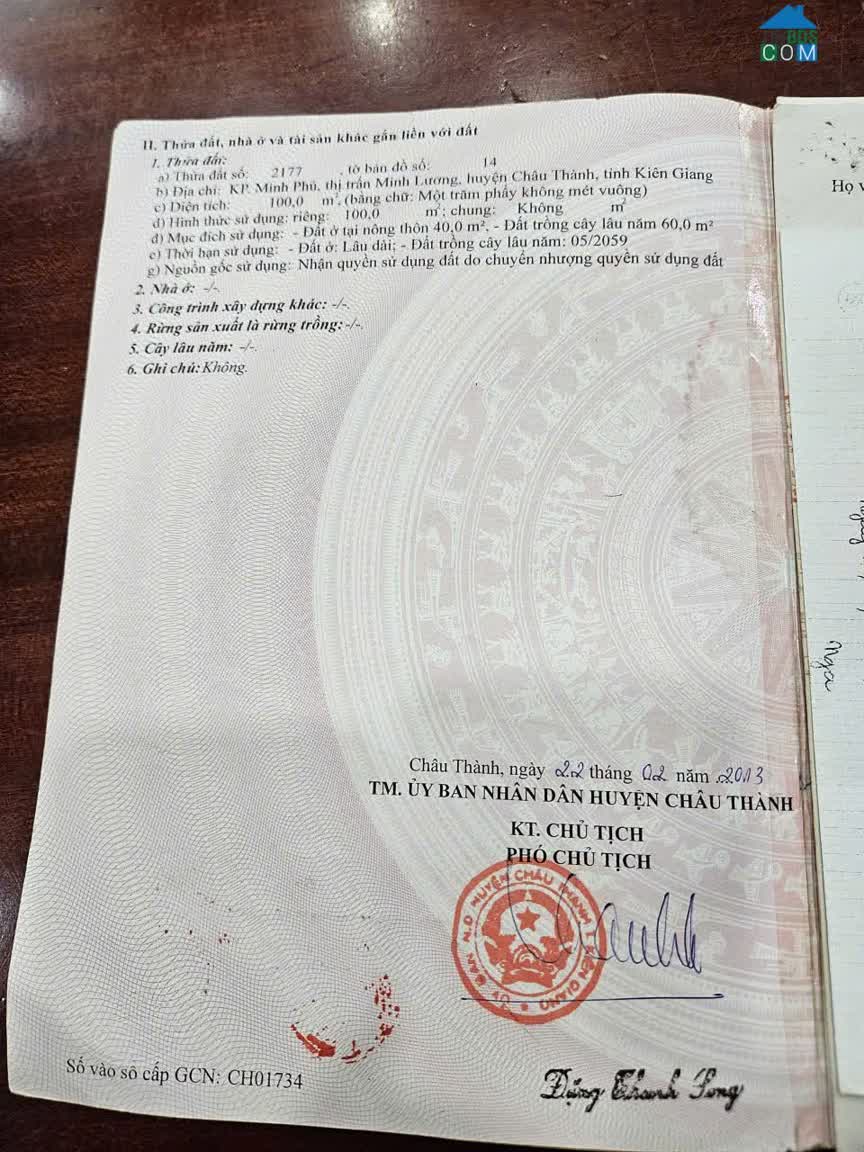 BĐS
COM
II. Thửa đất, nhà ở và tài sản khác gắn liền với đất
1. Thửa đất:
a) Thửa đất số: 2177 , tờ bản đồ số: 14
b) Địa chỉ: KP. Minh Phú, thị trấn Minh Lương, huyện Châu Thành, tỉnh Kiên Giang
c) Diện tích: 100,0 m², (bằng chữ: Một trăm phẩy không mét vuông)
d) Hình thức sử dụng: riêng: 100,0 m²; chung: Không m²
đ) Mục đích sử dụng: - Đất ở tại nông thôn 40,0 m², - Đất trồng cây lâu năm 60,0 m²
e) Thời hạn sử dụng: - Đất ở: Lâu dài; - Đất trồng cây lâu năm: 05/2059
g) Nguồn gốc sử dụng: Nhận quyền sử dụng đất do chuyển nhượng quyền sử dụng đất
2. Nhà ở: -/-.
3. Công trình xây dựng khác: -/-.
4. Rừng sản xuất là rừng trồng: -/-.
5. Cây lâu năm: -/-.
6. Ghi chú: Không.
Châu Thành, ngày 22 tháng 02 năm 2013
TM. ỦY BAN NHÂN DÂN HUYỆN CHÂU THÀNH
KT. CHỦ TỊCH
PHÓ CHỦ TỊCH
Số vào sổ cấp GCN: CH01734
Đặng Thanh Song
Họ v
Nga